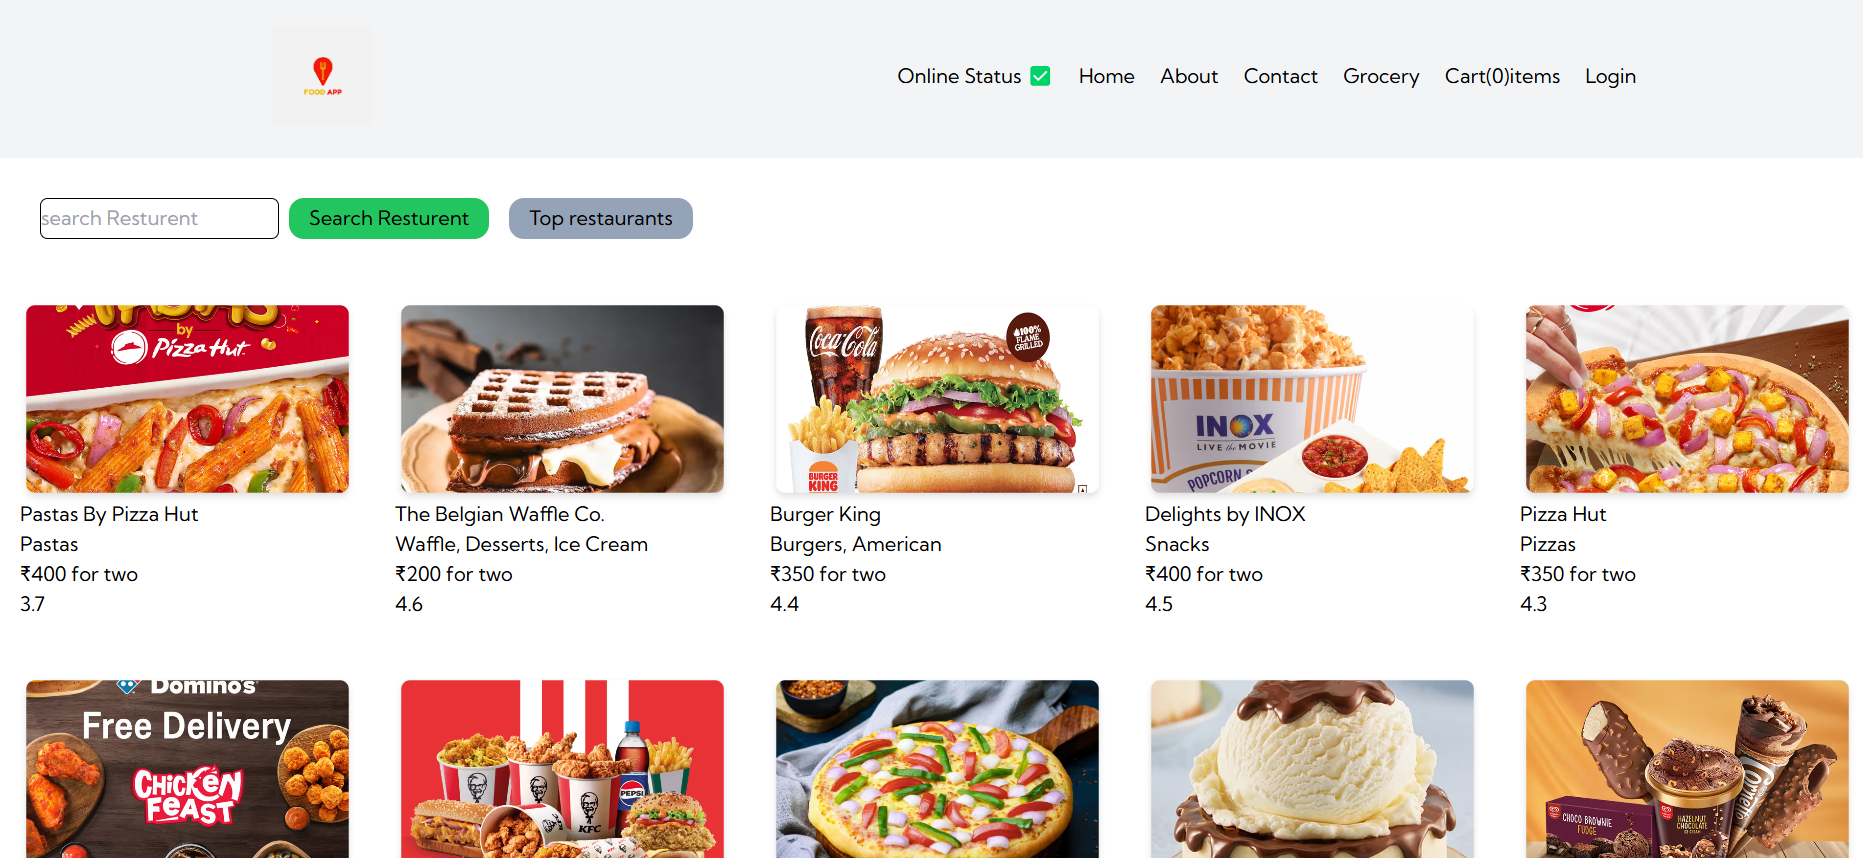 FOOD APP
Online Status ✅ Home About Contact Grocery Cart(0)items Login
search Resturent Search Resturent Top restaurants
by
Pizza Hut
Coca-Cola
100%
FLAME
GRILLED
BURGER
KING
INOX
LIVE the MOVIE
POPCORN
Pastas By Pizza Hut
Pastas
₹400 for two
3.7
The Belgian Waffle Co.
Waffle, Desserts, Ice Cream
₹200 for two
4.6
Burger King
Burgers, American
₹350 for two
4.4
Delights by INOX
Snacks
₹400 for two
4.5
Pizza Hut
Pizzas
₹350 for two
4.3
Domino's
Free Delivery
CHICKEN
FEAST
PEPSI
KFC
CHOCO BROWNIE
FUDGE
HAZELNUT
CHOCOLATE